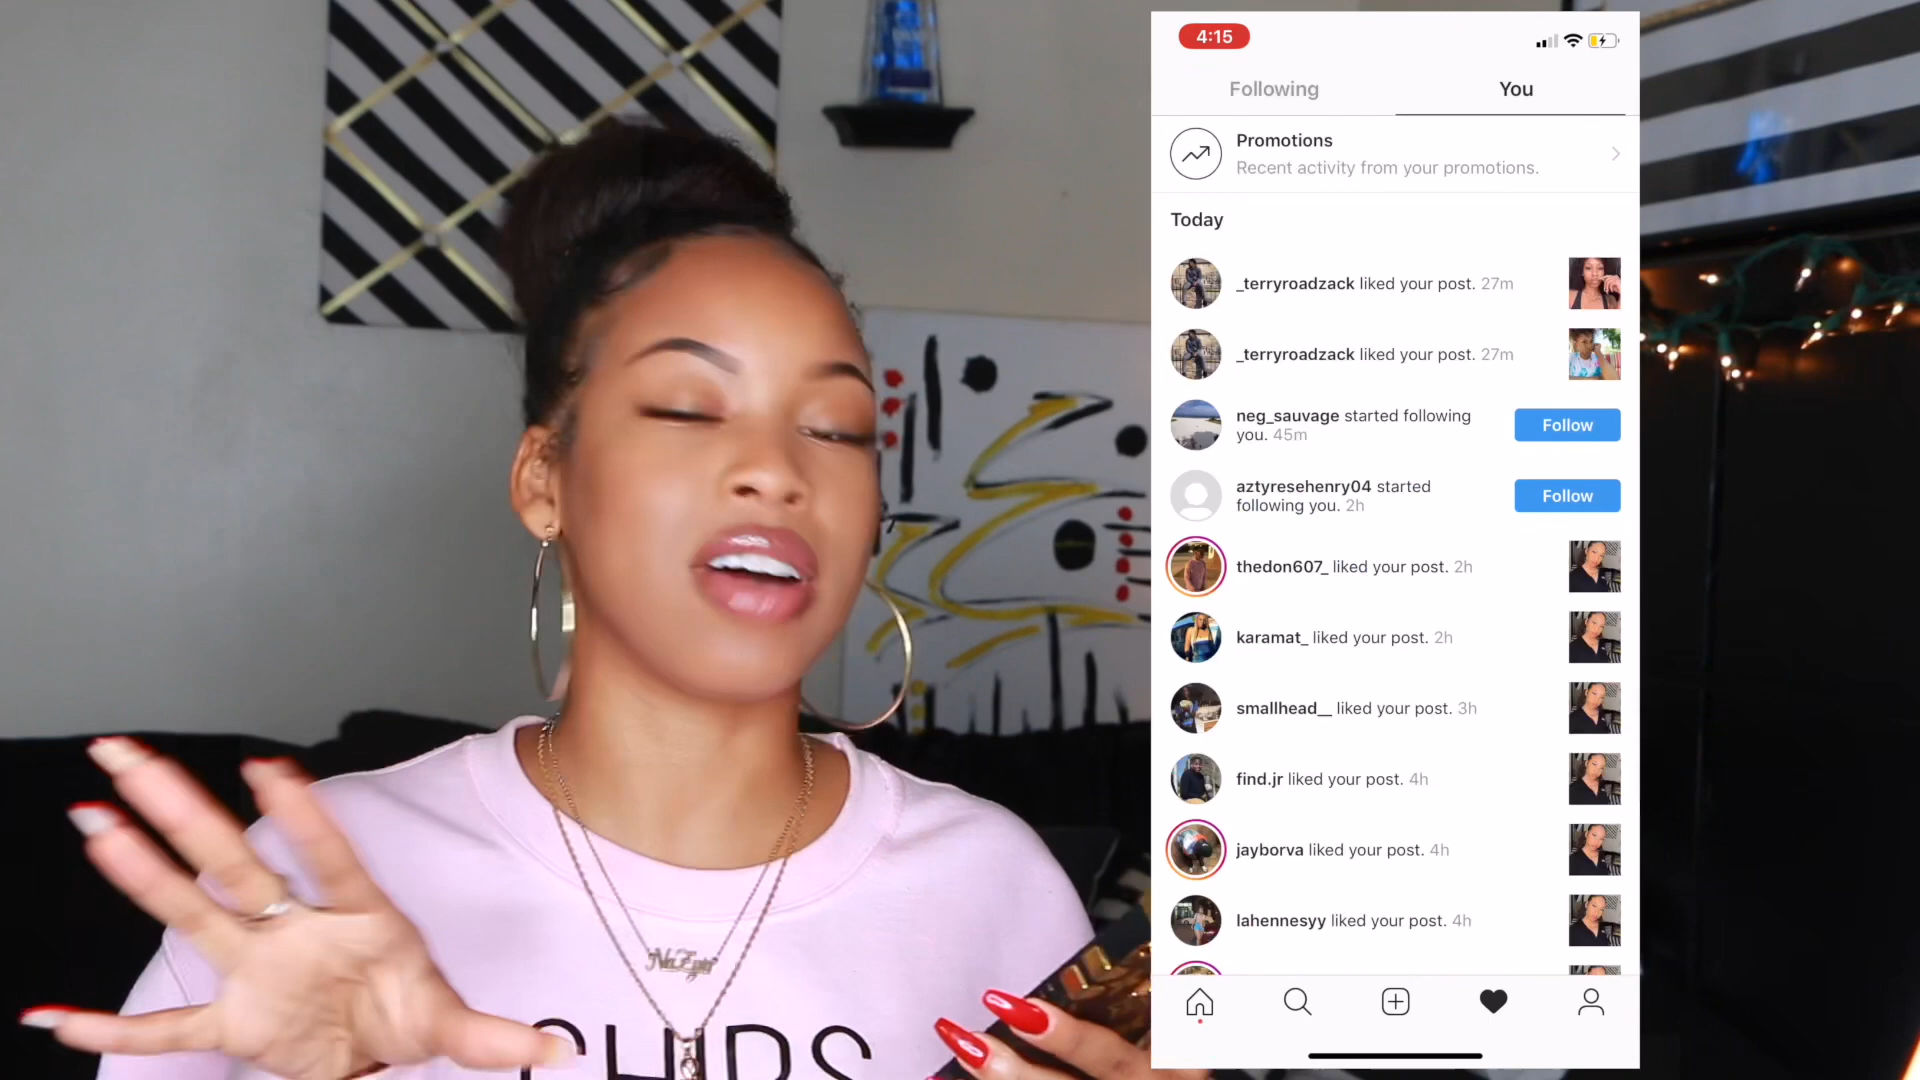 4:15
Following
You
Promotions
Recent activity from your promotions.
Today
_terryroadzack liked your post. 27m
_terryroadzack liked your post. 27m
neg_sauvage started following
you. 45m
Follow
aztyresehenry04 started
following you. 2h
Follow
thedon607_ liked your post. 2h
karamat_ liked your post. 2h
smallhead__ liked your post. 3h
find.jr liked your post. 4h
jayborva liked your post. 4h
lahennesyy liked your post. 4h